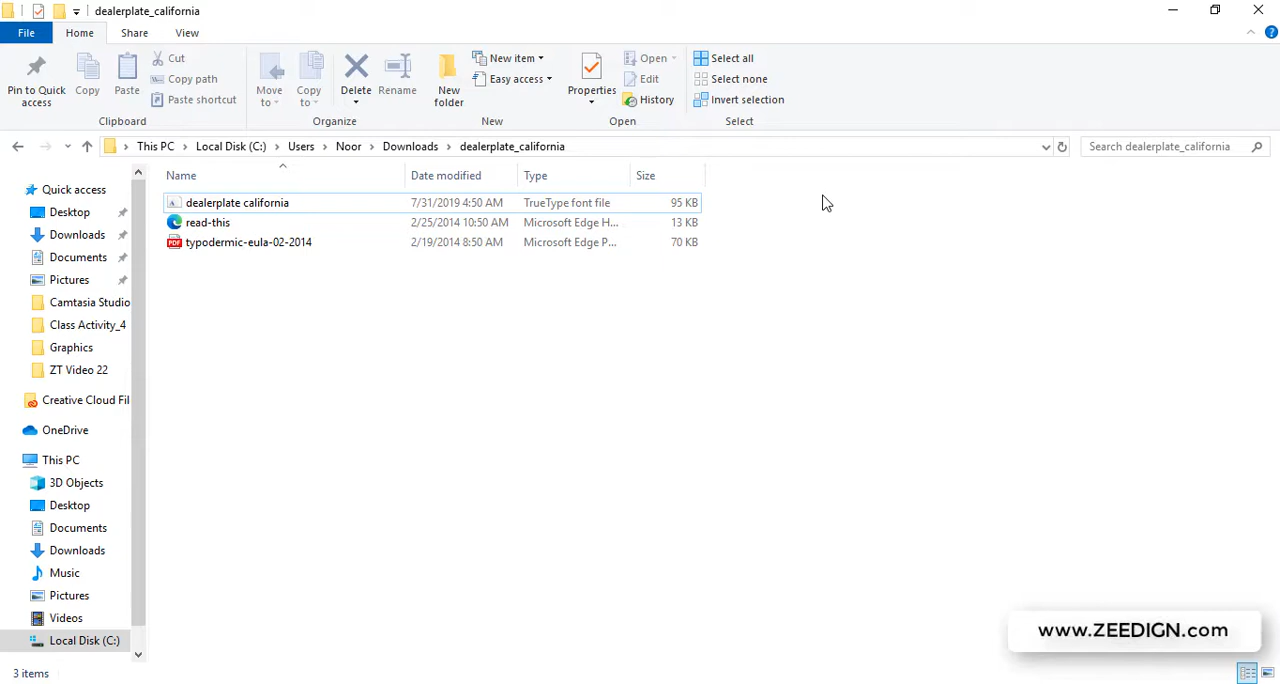 dealerplate_california
File Home Share View
Pin to Quick access
Copy
Paste
Cut
Copy path
Paste shortcut
Clipboard
Move to
Copy to
Delete
Rename
Organize
New folder
New item
Easy access
New
Properties
Open
Edit
History
Open
Select all
Select none
Invert selection
Select
This PC › Local Disk (C:) › Users › Noor › Downloads › dealerplate_california
Search dealerplate_california
Name Date modified Type Size
dealerplate california 7/31/2019 4:50 AM TrueType font file 95 KB
read-this 2/25/2014 10:50 AM Microsoft Edge H... 13 KB
typodermic-eula-02-2014 2/19/2014 8:50 AM Microsoft Edge P... 70 KB
Quick access
Desktop
Downloads
Documents
Pictures
Camtasia Studio
Class Activity_4
Graphics
ZT Video 22
Creative Cloud Fil
OneDrive
This PC
3D Objects
Desktop
Documents
Downloads
Music
Pictures
Videos
Local Disk (C:)
www.ZEEDIGN.com
3 items